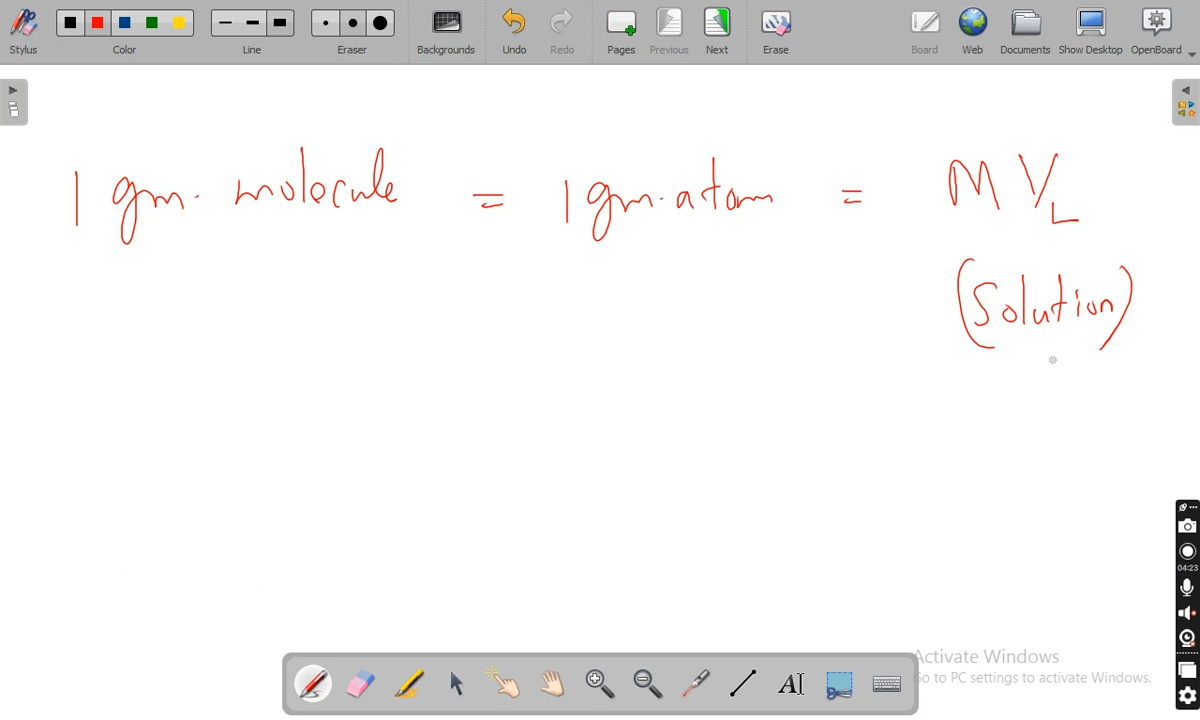 Stylus Color Line Eraser Backgrounds Undo Redo Pages Previous Next Erase Board Web Documents Show Desktop OpenBoard
1 gm. molecule = 1 gm. atom = M V L
(Solution)
04:23
Activate Windows
Go to PC settings to activate Windows.